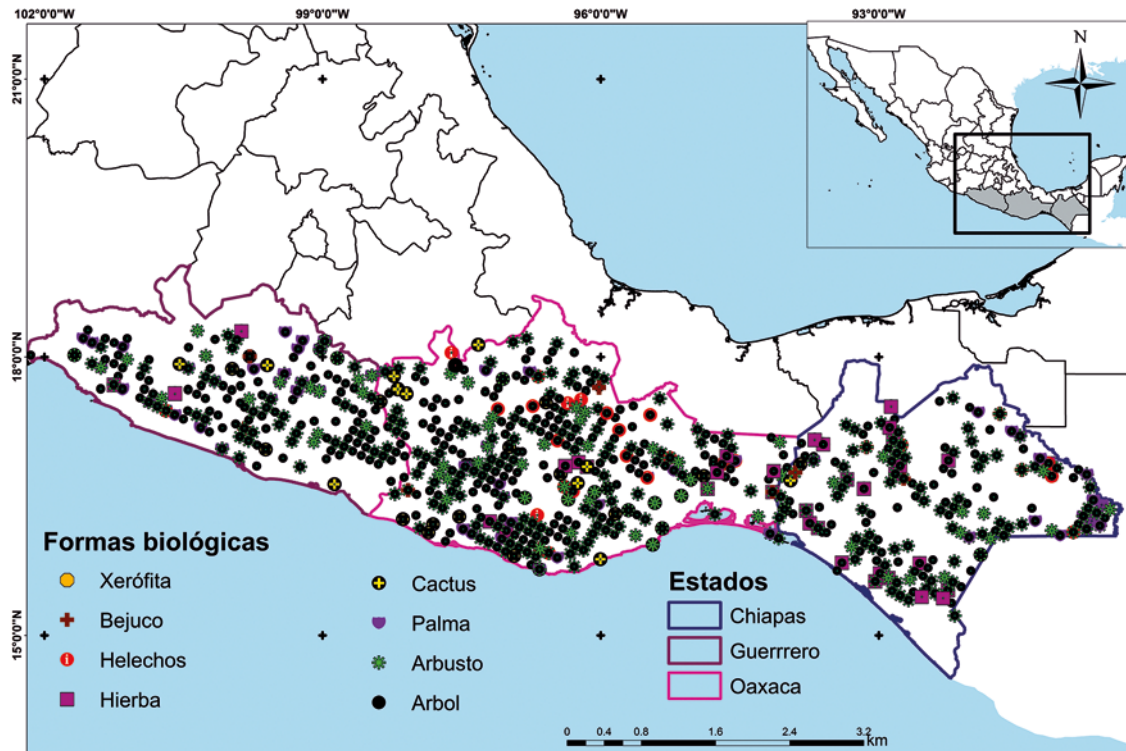 102°0'0"W 99°0'0"W 96°0'0"W 93°0'0"W
N
21°0'0"N
18°0'0"N
15°0'0"N
Formas biológicas
Xerófita
Bejuco
Helechos
Hierba
Cactus
Palma
Arbusto
Arbol
Estados
Chiapas
Guerrrero
Oaxaca
0 0.4 0.8 1.6 2.4 3.2
km